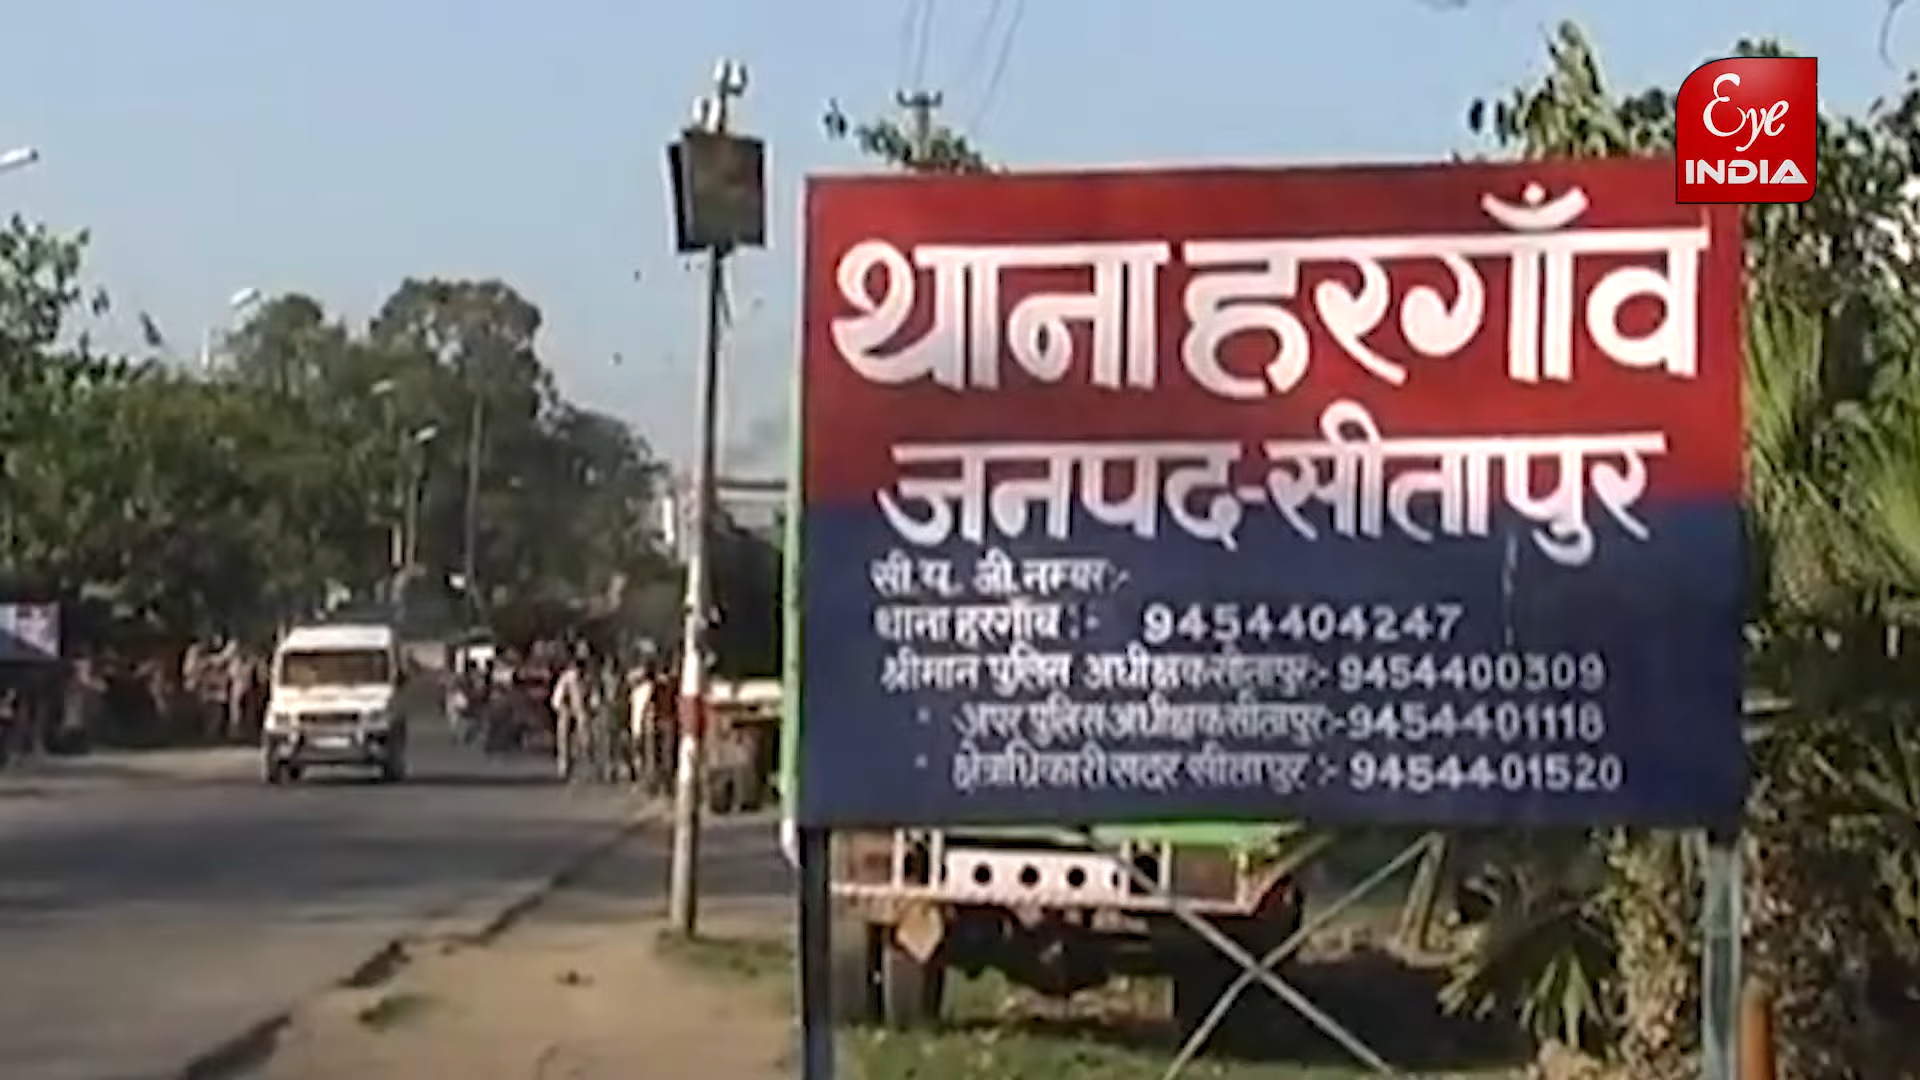 Eye
INDIA
थाना हरगाँव
जनपद-सीतापुर
सी.यू. जी.नम्बर:-
थाना हरगाँव:- 9454404247
श्रीमान पुलिस अधीक्षक सीतापुर:- 9454400309
" अपर पुलिस अधीक्षक सीतापुर:- 9454401118
" क्षेत्राधिकारी सदर सीतापुर:- 9454401520